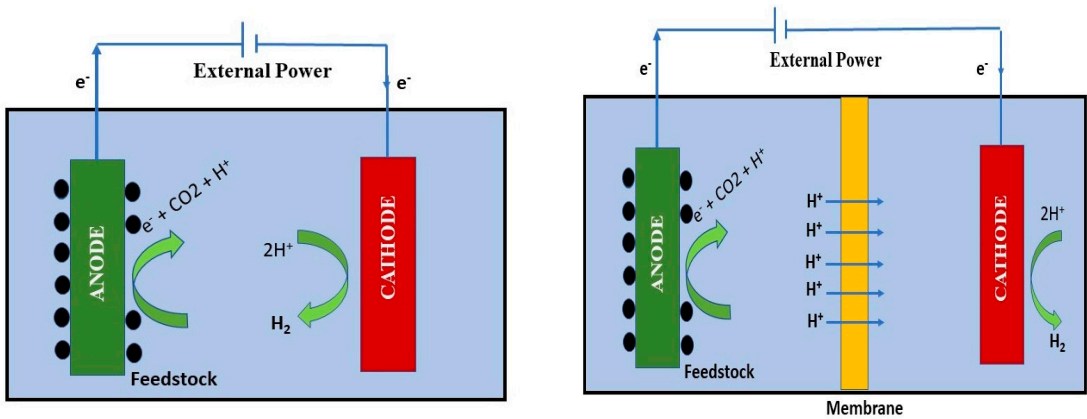 External Power
e⁻
e⁻
e⁻ + CO2 + H⁺
ANODE
2H⁺
H₂
CATHODE
Feedstock
External Power
e⁻
e⁻
e⁻ + CO2 + H⁺
ANODE
H⁺
H⁺
H⁺
H⁺
H⁺
CATHODE
2H⁺
H₂
Feedstock
Membrane